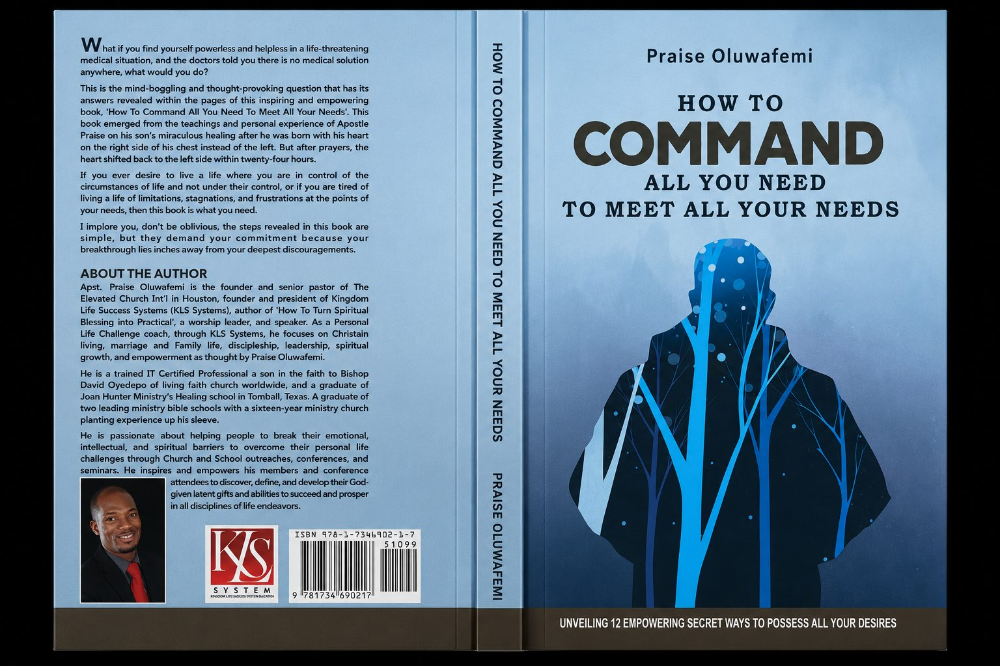 What if you find yourself powerless and helpless in a life-threatening
medical situation, and the doctors told you there is no medical solution
anywhere, what would you do?
This is the mind-boggling and thought-provoking question that has its
answers revealed within the pages of this inspiring and empowering
book, 'How To Command All You Need To Meet All Your Needs'. This
book emerged from the teachings and personal experience of Apostle
Praise on his son's miraculous healing after he was born with his heart
on the right side of his chest instead of the left. But after prayers, the
heart shifted back to the left side within twenty-four hours.
If you ever desire to live a life where you are in control of the
circumstances of life and not under their control, or if you are tired of
living a life of limitations, stagnations, and frustrations at the points of
your needs, then this book is what you need.
I implore you, don't be oblivious, the steps revealed in this book are
simple, but they demand your commitment because your
breakthrough lies inches away from your deepest discouragements.
ABOUT THE AUTHOR
Apst. Praise Oluwafemi is the founder and senior pastor of The
Elevated Church Int'l in Houston, founder and president of Kingdom
Life Success Systems (KLS Systems), author of 'How To Turn Spiritual
Blessing into Practical', a worship leader, and speaker. As a Personal
Life Challenge coach, through KLS Systems, he focuses on Christain
living, marriage and Family life, discipleship, leadership, spiritual
growth, and empowerment as thought by Praise Oluwafemi.
He is a trained IT Certified Professional a son in the faith to Bishop
David Oyedepo of living faith church worldwide, and a graduate of
Joan Hunter Ministry's Healing school in Tomball, Texas. A graduate of
two leading ministry bible schools with a sixteen-year ministry church
planting experience up his sleeve.
He is passionate about helping people to break their emotional,
intellectual, and spiritual barriers to overcome their personal life
challenges through Church and School outreaches, conferences, and
seminars. He inspires and empowers his members and conference
attendees to discover, define, and develop their God-
given latent gifts and abilities to succeed and prosper
in all disciplines of life endeavors.
KLS
SYSTEM
ISBN 978-1-7346902-1-7
51099
9 781734 690217
HOW TO COMMAND ALL YOU NEED TO MEET ALL YOUR NEEDS
PRAISE OLUWAFEMI
Praise Oluwafemi
HOW TO
COMMAND
ALL YOU NEED
TO MEET ALL YOUR NEEDS
UNVEILING 12 EMPOWERING SECRET WAYS TO POSSESS ALL YOUR DESIRES